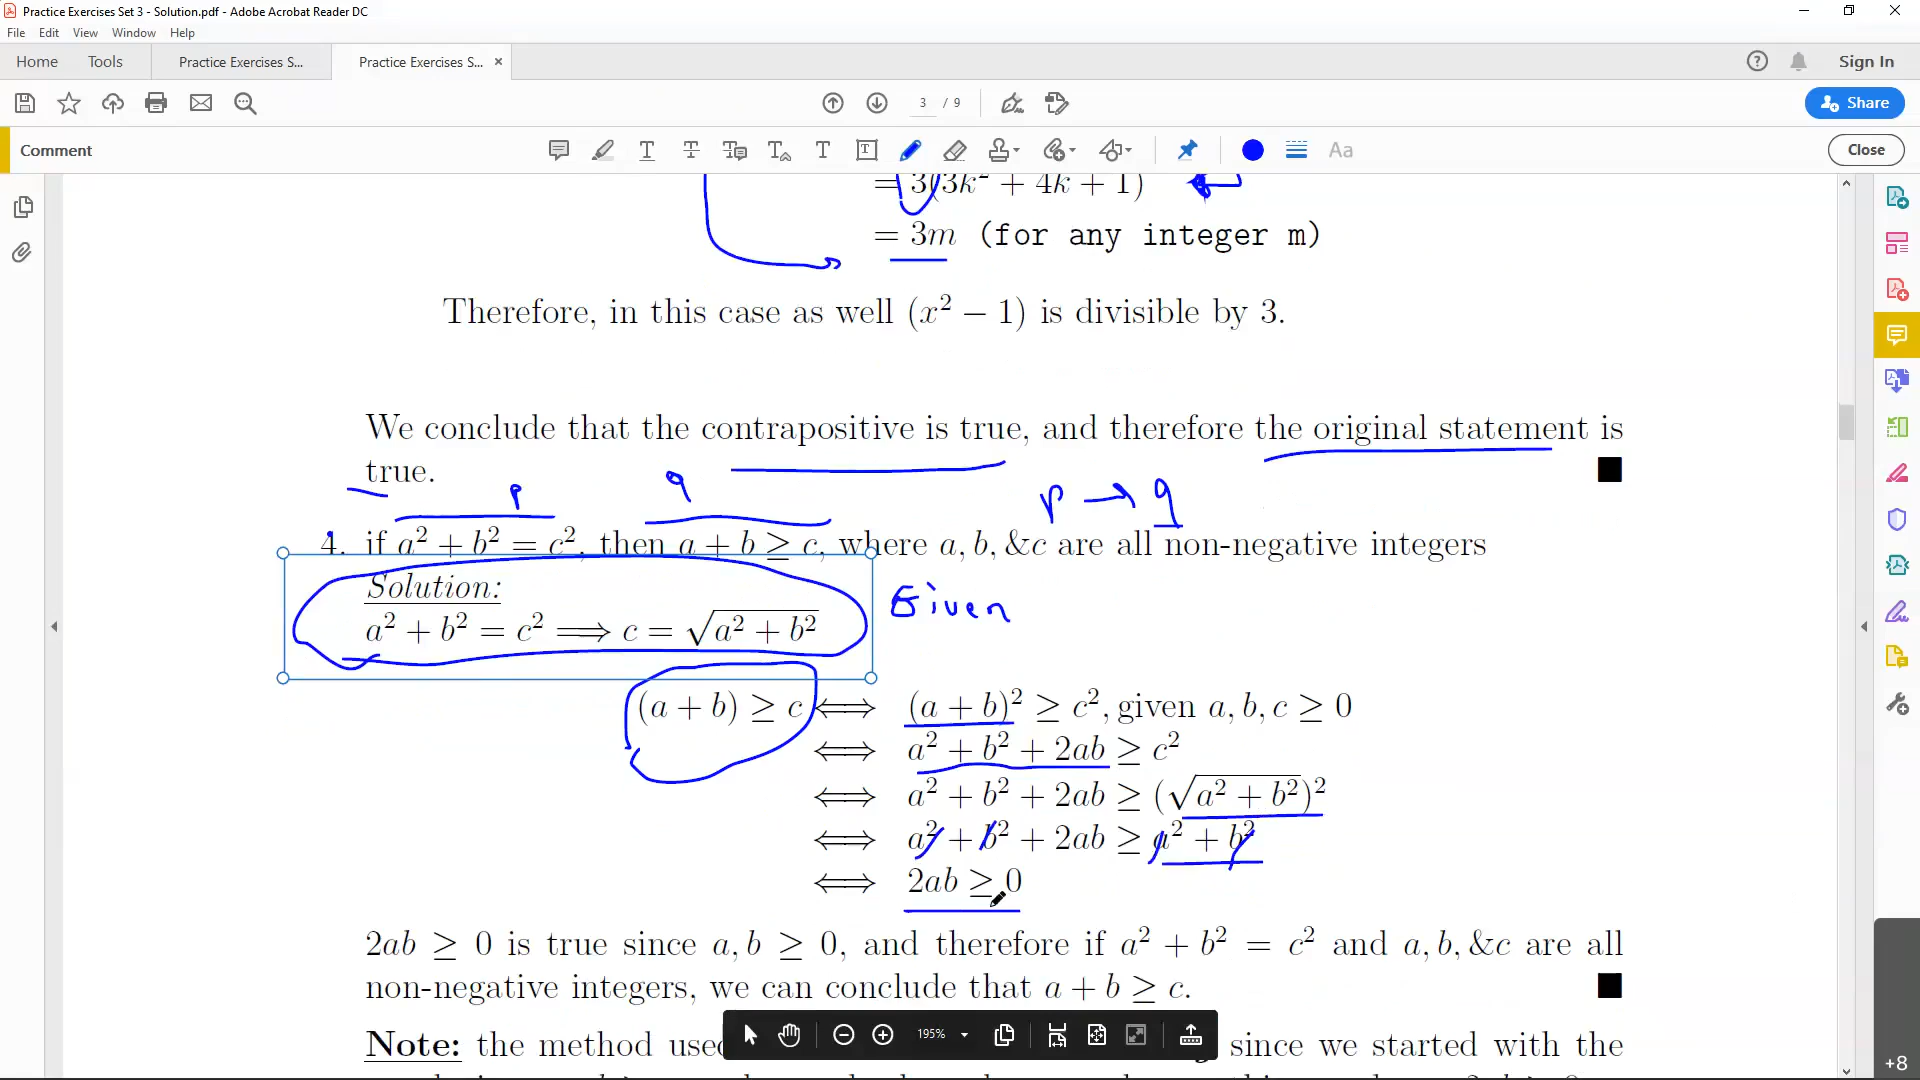 Practice Exercises Set 3 - Solution.pdf - Adobe Acrobat Reader DC
File Edit View Window Help
Home Tools Practice Exercises S... Practice Exercises S... × Sign In
3 / 9 Share
Comment Aa Close
= 3(3k² + 4k + 1)
= 3m (for any integer m)
Therefore, in this case as well (x² − 1) is divisible by 3.
We conclude that the contrapositive is true, and therefore the original statement is
true.
p q p → q
4. if a² + b² = c², then a + b ≥ c, where a, b, &c are all non-negative integers
Solution:
Given
a² + b² = c² ⟹ c = √(a² + b²)
(a + b) ≥ c ⟺ (a + b)² ≥ c², given a, b, c ≥ 0
⟺ a² + b² + 2ab ≥ c²
⟺ a² + b² + 2ab ≥ (√(a² + b²))²
⟺ a² + b² + 2ab ≥ a² + b²
⟺ 2ab ≥ 0
2ab ≥ 0 is true since a, b ≥ 0, and therefore if a² + b² = c² and a, b, &c are all
non-negative integers, we can conclude that a + b ≥ c.
195%
Note: the method used since we started with the
+8